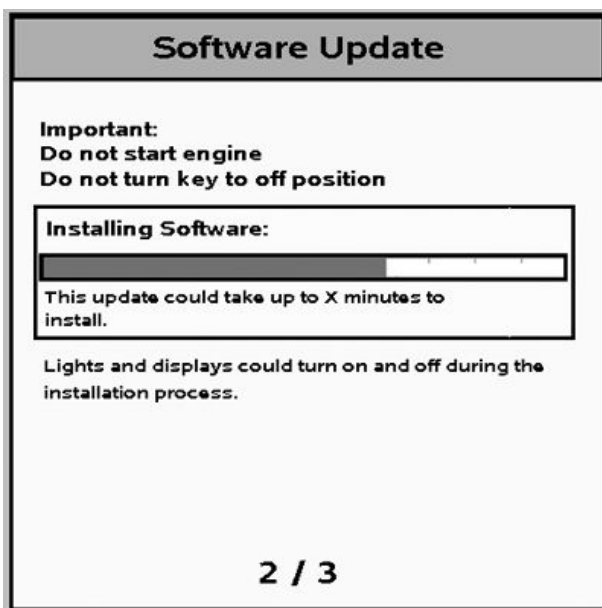 Software Update
Important:
Do not start engine
Do not turn key to off position
Installing Software:
This update could take up to X minutes to
install.
Lights and displays could turn on and off during the
installation process.
2 / 3